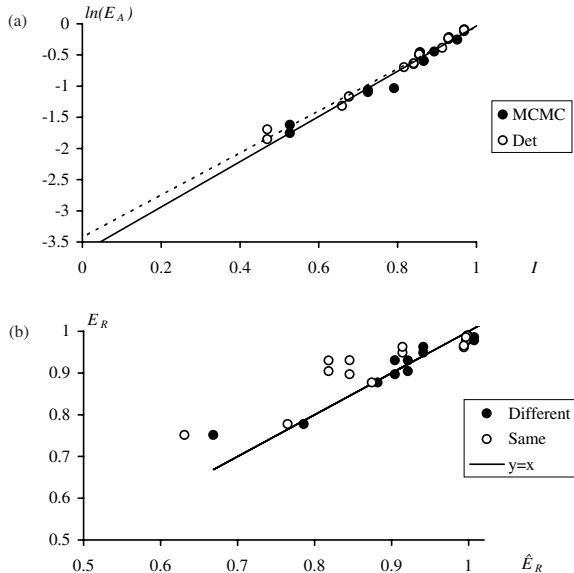 (a)
ln(E_A)
0
-0.5
-1
-1.5
-2
-2.5
-3
-3.5
0 0.2 0.4 0.6 0.8 1 I
MCMC
Det
(b)
E_R
1
0.9
0.8
0.7
0.6
0.5
0.5 0.6 0.7 0.8 0.9 1 Ê_R
Different
Same
y=x